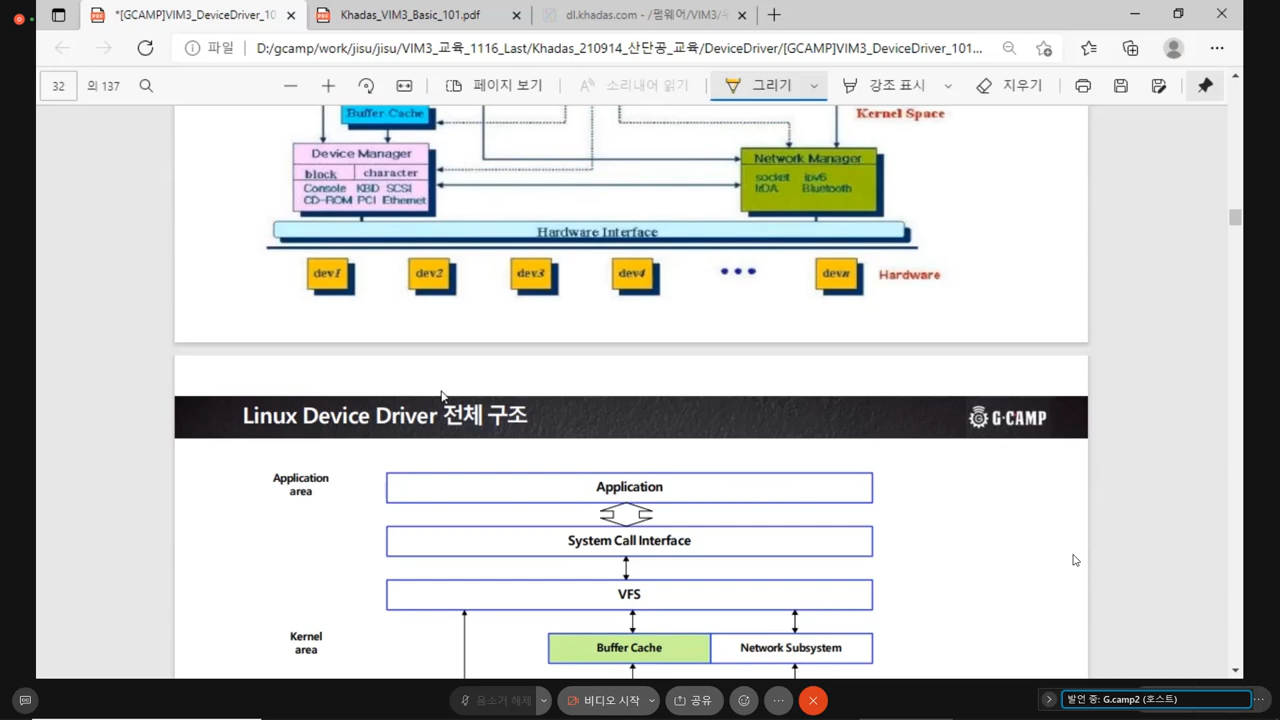 *[GCAMP]VIM3_DeviceDriver_10
Khadas_VIM3_Basic_101.pdf
파일
D:/gcamp/work/jisu/jisu/VIM3_교육_1116_Last/Khadas_210914_산단공_교육/DeviceDriver/[GCAMP]VIM3_DeviceDriver_101...
32
의 137
페이지 보기
소리내어 읽기
그리기
강조 표시
지우기
Buffer Cache
Kernel Space
Device Manager
block character
Console KBD SCSI
CD-ROM PCI Ethernet
Network Manager
socket ipv6
IrDA Bluetooth
Hardware Interface
dev1
dev2
dev3
dev4
devn
Hardware
Linux Device Driver 전체 구조
G·CAMP
Application
area
Application
System Call Interface
VFS
Kernel
area
Buffer Cache
Network Subsystem
음소거 해제
비디오 시작
공유
발언 중: G.camp2 (호스트)